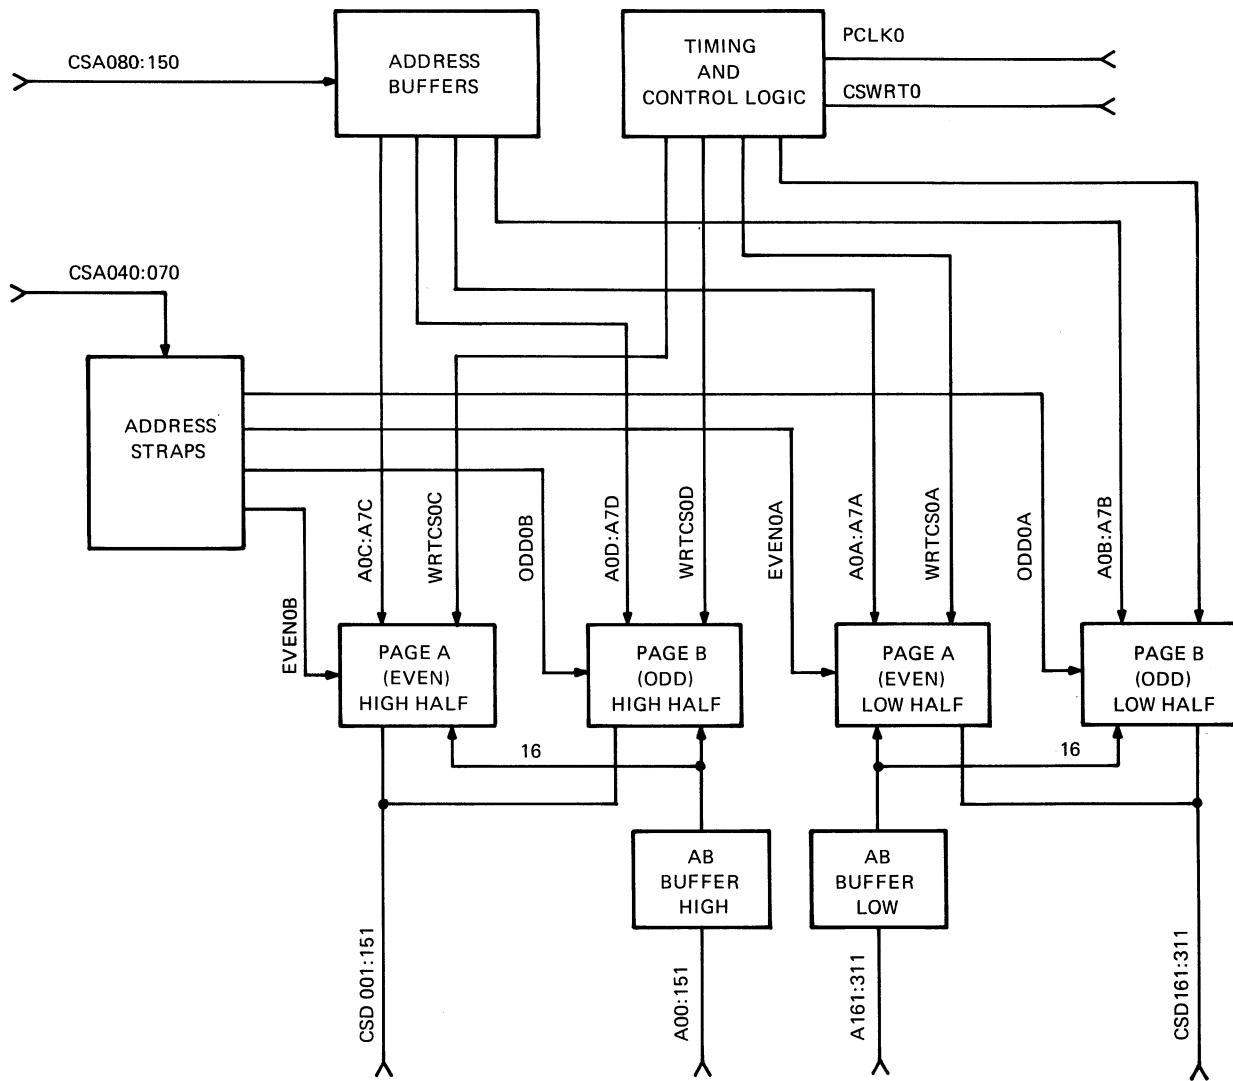 CSA080:150
ADDRESS
BUFFERS
TIMING
AND
CONTROL LOGIC
PCLK0
CSWRT0
CSA040:070
ADDRESS
STRAPS
EVEN0B
A0C:A7C
WRTCS0C
ODD0B
A0D:A7D
WRTCS0D
EVEN0A
A0A:A7A
WRTCS0A
ODD0A
A0B:A7B
PAGE A
(EVEN)
HIGH HALF
PAGE B
(ODD)
HIGH HALF
PAGE A
(EVEN)
LOW HALF
PAGE B
(ODD)
LOW HALF
16
16
AB
BUFFER
HIGH
AB
BUFFER
LOW
CSD 001:151
A00:151
A161:311
CSD161:311